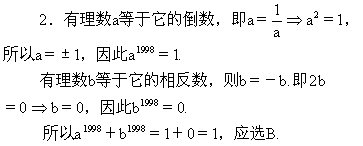 2．有理数a等于它的倒数，即a＝1/a⇒a²＝1，
所以a＝±1，因此a¹⁹⁹⁸＝1.
有理数b等于它的相反数，则b＝－b.即2b
＝0⇒b＝0，因此b¹⁹⁹⁸＝0.
所以a¹⁹⁹⁸＋b¹⁹⁹⁸＝1＋0＝1，应选B.